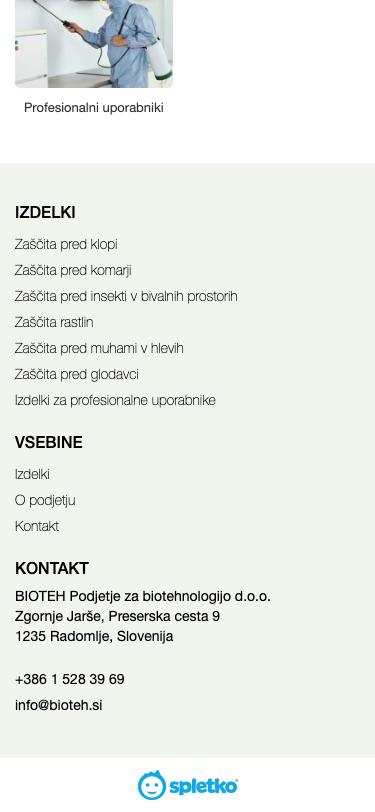 Profesionalni uporabniki
IZDELKI
Zaščita pred klopi
Zaščita pred komarji
Zaščita pred insekti v bivalnih prostorih
Zaščita rastlin
Zaščita pred muhami v hlevih
Zaščita pred glodavci
Izdelki za profesionalne uporabnike
VSEBINE
Izdelki
O podjetju
Kontakt
KONTAKT
BIOTEH Podjetje za biotehnologijo d.o.o.
Zgornje Jarše, Preserska cesta 9
1235 Radomlje, Slovenija
+386 1 528 39 69
info@bioteh.si
spletko